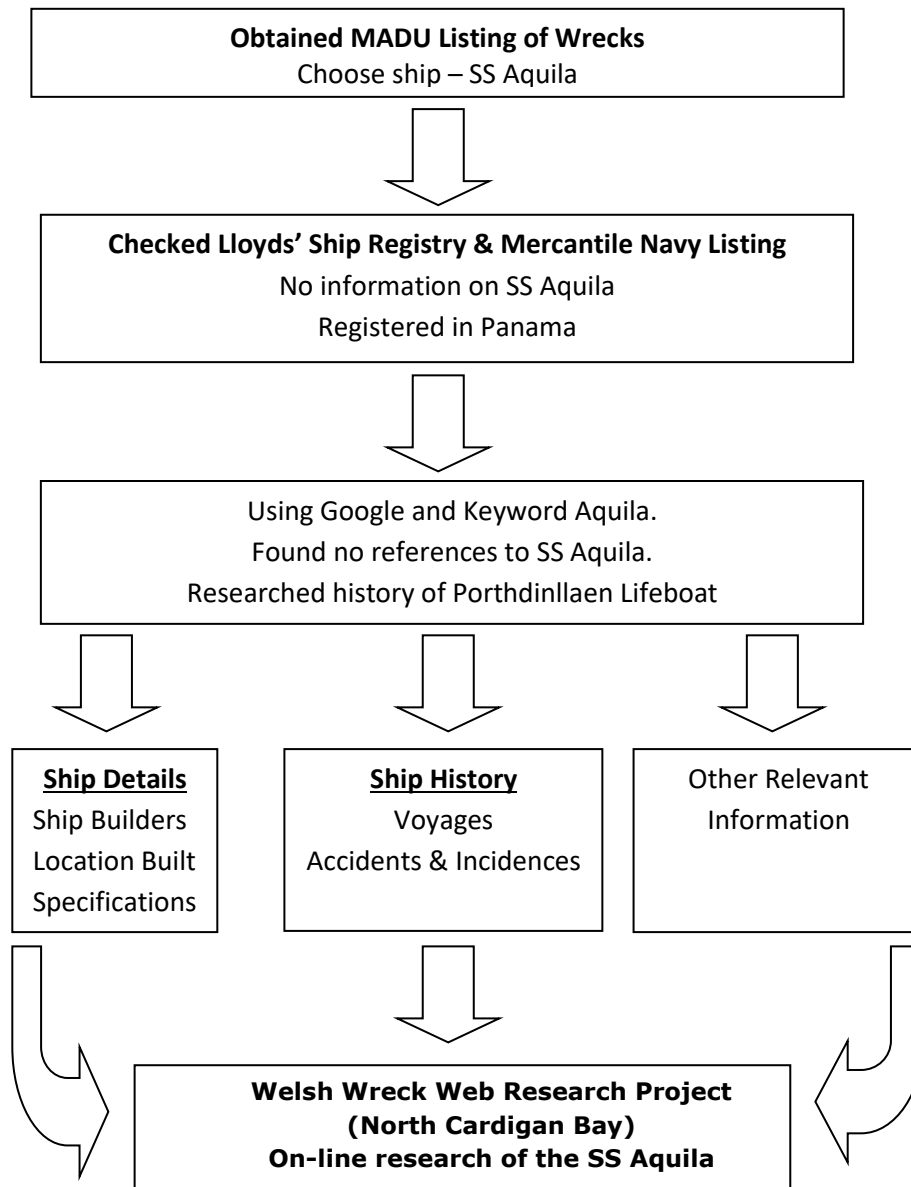 Obtained MADU Listing of Wrecks
Choose ship – SS Aquila
Checked Lloyds’ Ship Registry & Mercantile Navy Listing
No information on SS Aquila
Registered in Panama
Using Google and Keyword Aquila.
Found no references to SS Aquila.
Researched history of Porthdinllaen Lifeboat
Ship Details
Ship Builders
Location Built
Specifications
Ship History
Voyages
Accidents & Incidences
Other Relevant
Information
Welsh Wreck Web Research Project
(North Cardigan Bay)
On-line research of the SS Aquila